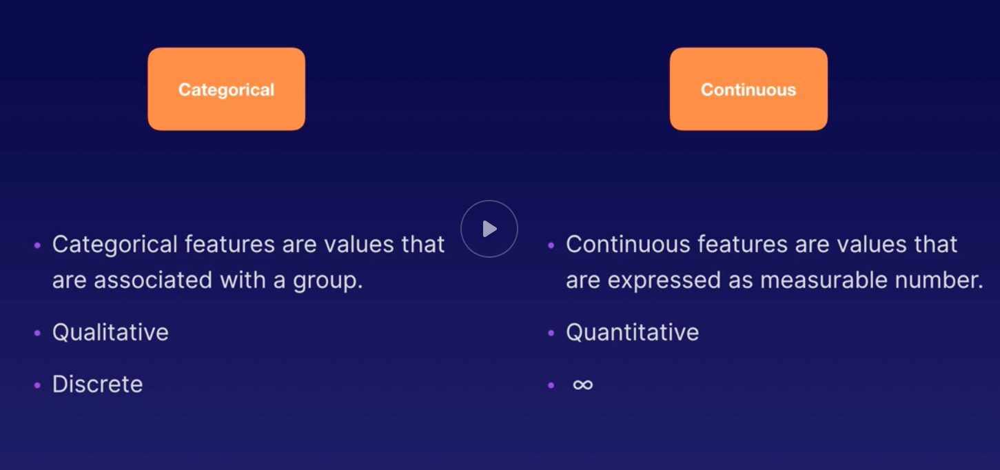 Categorical
Continuous
• Categorical features are values that
are associated with a group.
• Qualitative
• Discrete
• Continuous features are values that
are expressed as measurable number.
• Quantitative
• ∞